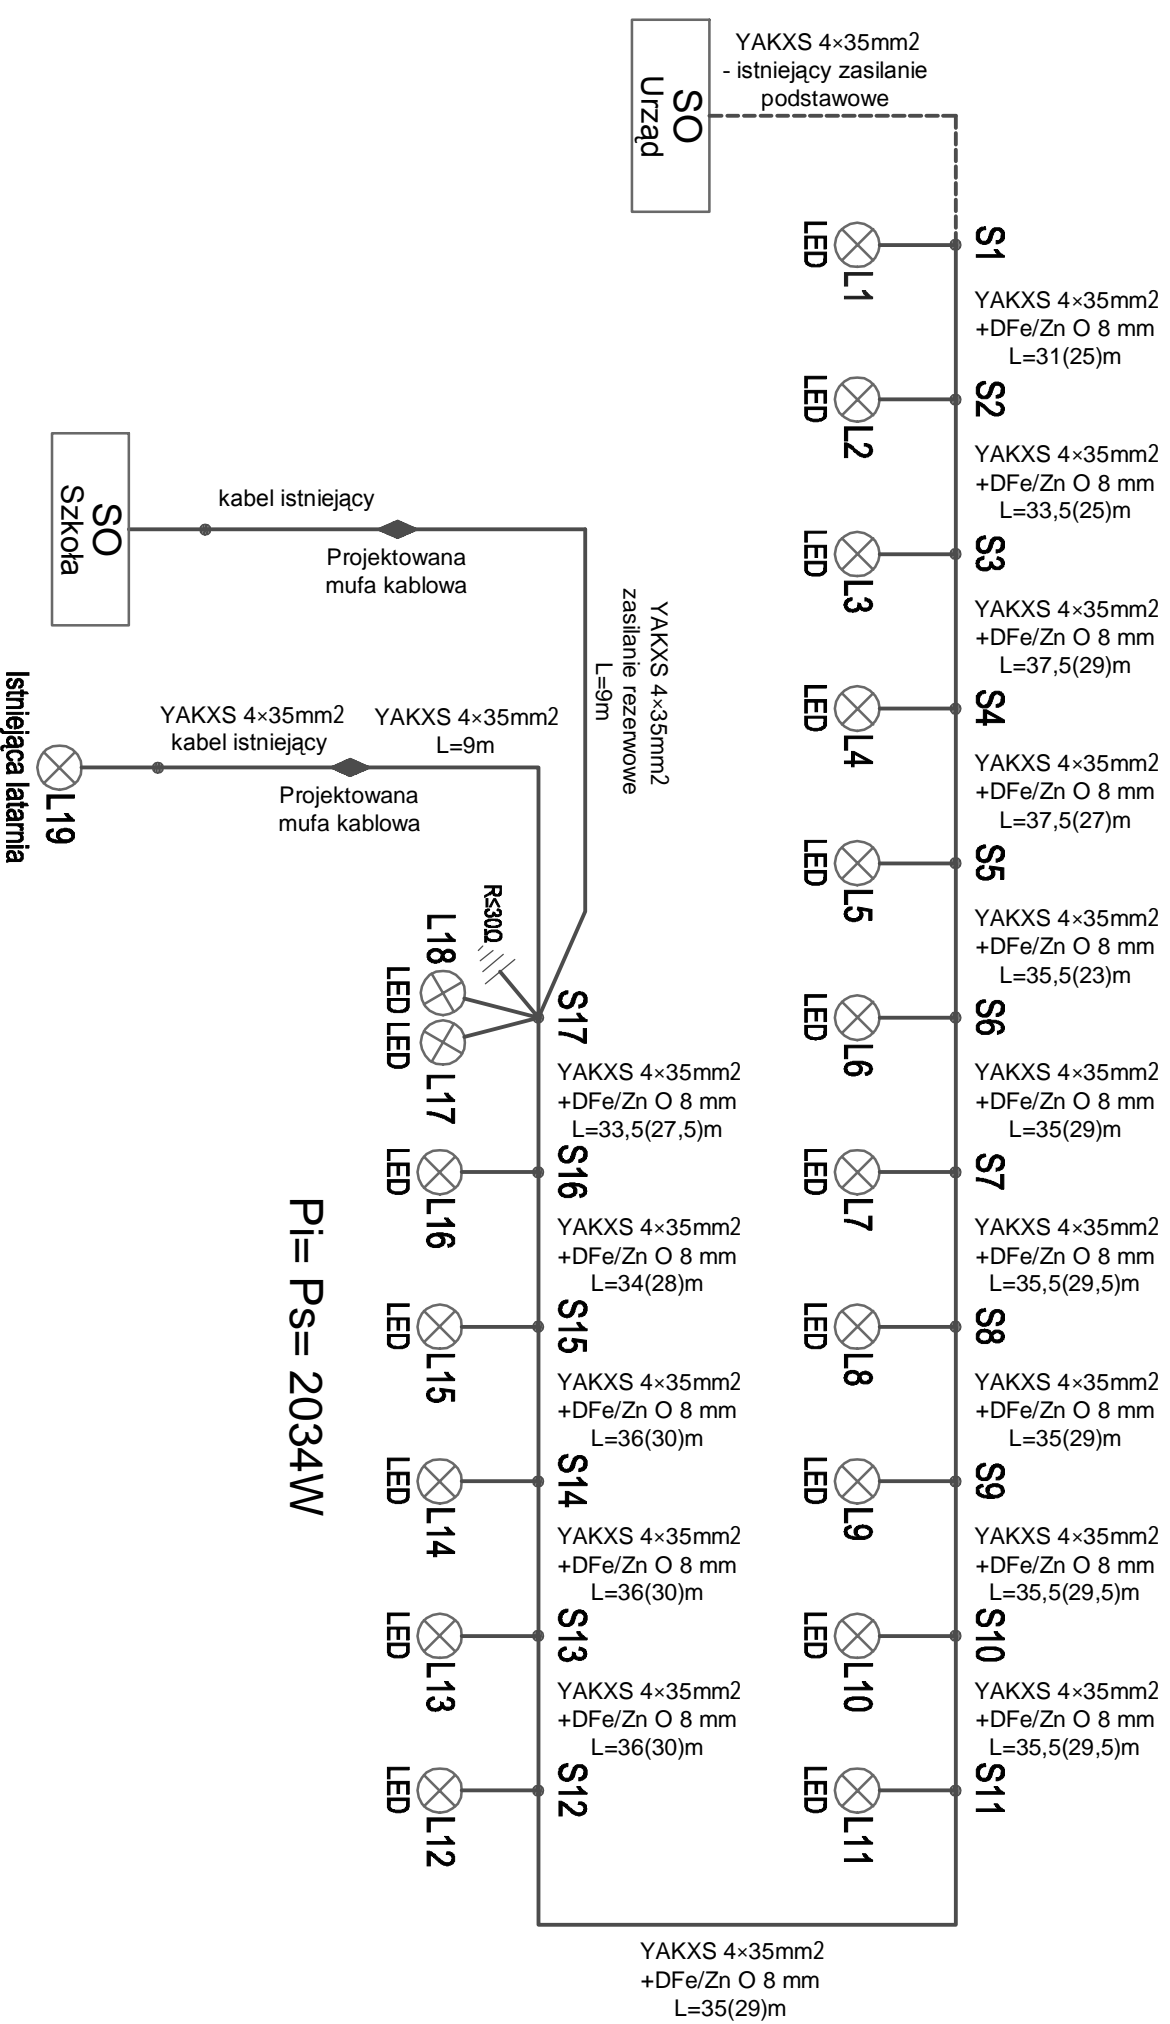 YAKXS 4×35mm2
- istniejący zasilanie
podstawowe
SO
Urząd
S1
L1
LED
YAKXS 4×35mm2
+DFe/Zn O 8 mm
L=31(25)m
S2
L2
LED
YAKXS 4×35mm2
+DFe/Zn O 8 mm
L=33,5(25)m
S3
L3
LED
YAKXS 4×35mm2
+DFe/Zn O 8 mm
L=37,5(29)m
S4
L4
LED
YAKXS 4×35mm2
+DFe/Zn O 8 mm
L=37,5(27)m
S5
L5
LED
YAKXS 4×35mm2
+DFe/Zn O 8 mm
L=35,5(23)m
S6
L6
LED
YAKXS 4×35mm2
+DFe/Zn O 8 mm
L=35(29)m
S7
L7
LED
YAKXS 4×35mm2
+DFe/Zn O 8 mm
L=35,5(29,5)m
S8
L8
LED
YAKXS 4×35mm2
+DFe/Zn O 8 mm
L=35(29)m
S9
L9
LED
YAKXS 4×35mm2
+DFe/Zn O 8 mm
L=35,5(29,5)m
S10
L10
LED
YAKXS 4×35mm2
+DFe/Zn O 8 mm
L=35,5(29,5)m
S11
L11
LED
YAKXS 4×35mm2
+DFe/Zn O 8 mm
L=35(29)m
S12
L12
LED
YAKXS 4×35mm2
+DFe/Zn O 8 mm
L=36(30)m
S13
L13
LED
YAKXS 4×35mm2
+DFe/Zn O 8 mm
L=36(30)m
S14
L14
LED
YAKXS 4×35mm2
+DFe/Zn O 8 mm
L=36(30)m
S15
L15
LED
YAKXS 4×35mm2
+DFe/Zn O 8 mm
L=34(28)m
S16
L16
LED
YAKXS 4×35mm2
+DFe/Zn O 8 mm
L=33,5(27,5)m
S17
L17
L18
LED LED
R≤30Ω
YAKXS 4×35mm2
zasilanie rezerwowe
L=9m
kabel istniejący
Projektowana
mufa kablowa
SO
Szkoła
YAKXS 4×35mm2
L=9m
YAKXS 4×35mm2
kabel istniejący
Projektowana
mufa kablowa
L19
Istniejąca latarnia
Pi= Ps= 2034W